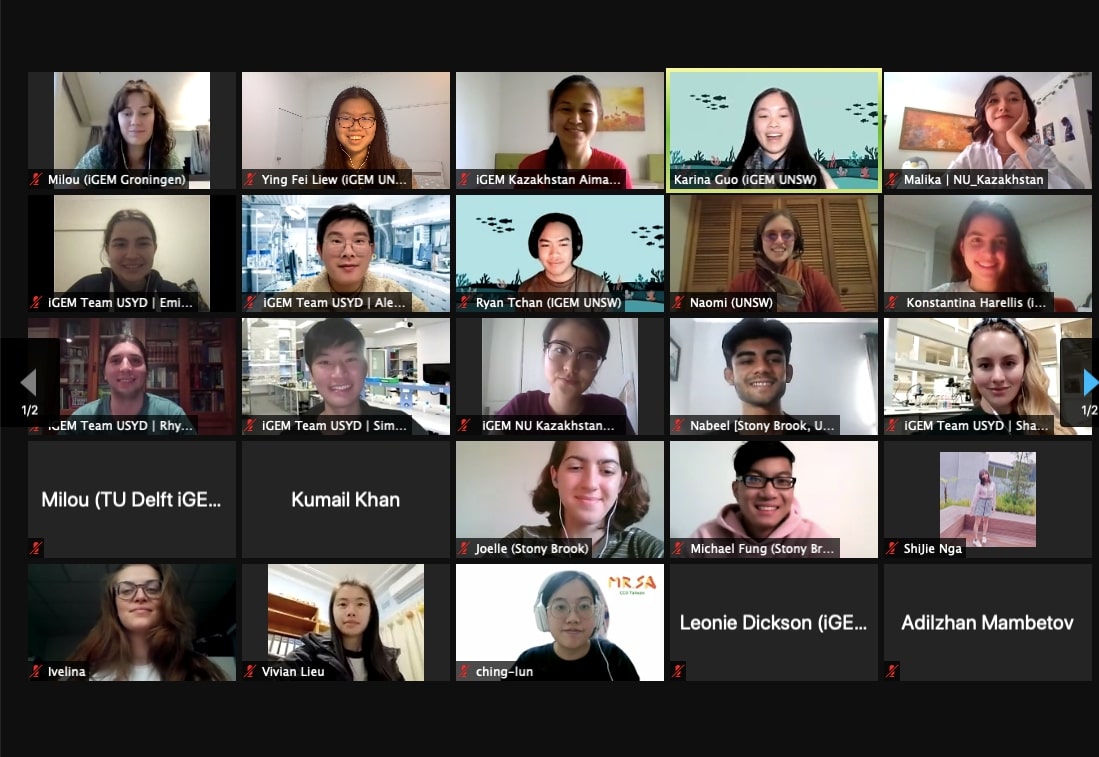 Milou (iGEM Groningen)
Ying Fei Liew (iGEM UN...
iGEM Kazakhstan Aima...
Karina Guo (iGEM UNSW)
Malika | NU_Kazakhstan
iGEM Team USYD | Emi...
iGEM Team USYD | Ale...
Ryan Tchan (IGEM UNSW)
Naomi (UNSW)
Konstantina Harellis (i...
1/2
iGEM Team USYD | Rhy...
iGEM Team USYD | Sim...
iGEM NU Kazakhstan...
Nabeel [Stony Brook, U...
iGEM Team USYD | Sha...
1/2
Milou (TU Delft iGE...
Kumail Khan
Joelle (Stony Brook)
Michael Fung (Stony Br...
ShiJie Nga
Ivelina
Vivian Lieu
MRSA
CCU TAIWAN
ching-lun
Leonie Dickson (iGE...
Adilzhan Mambetov